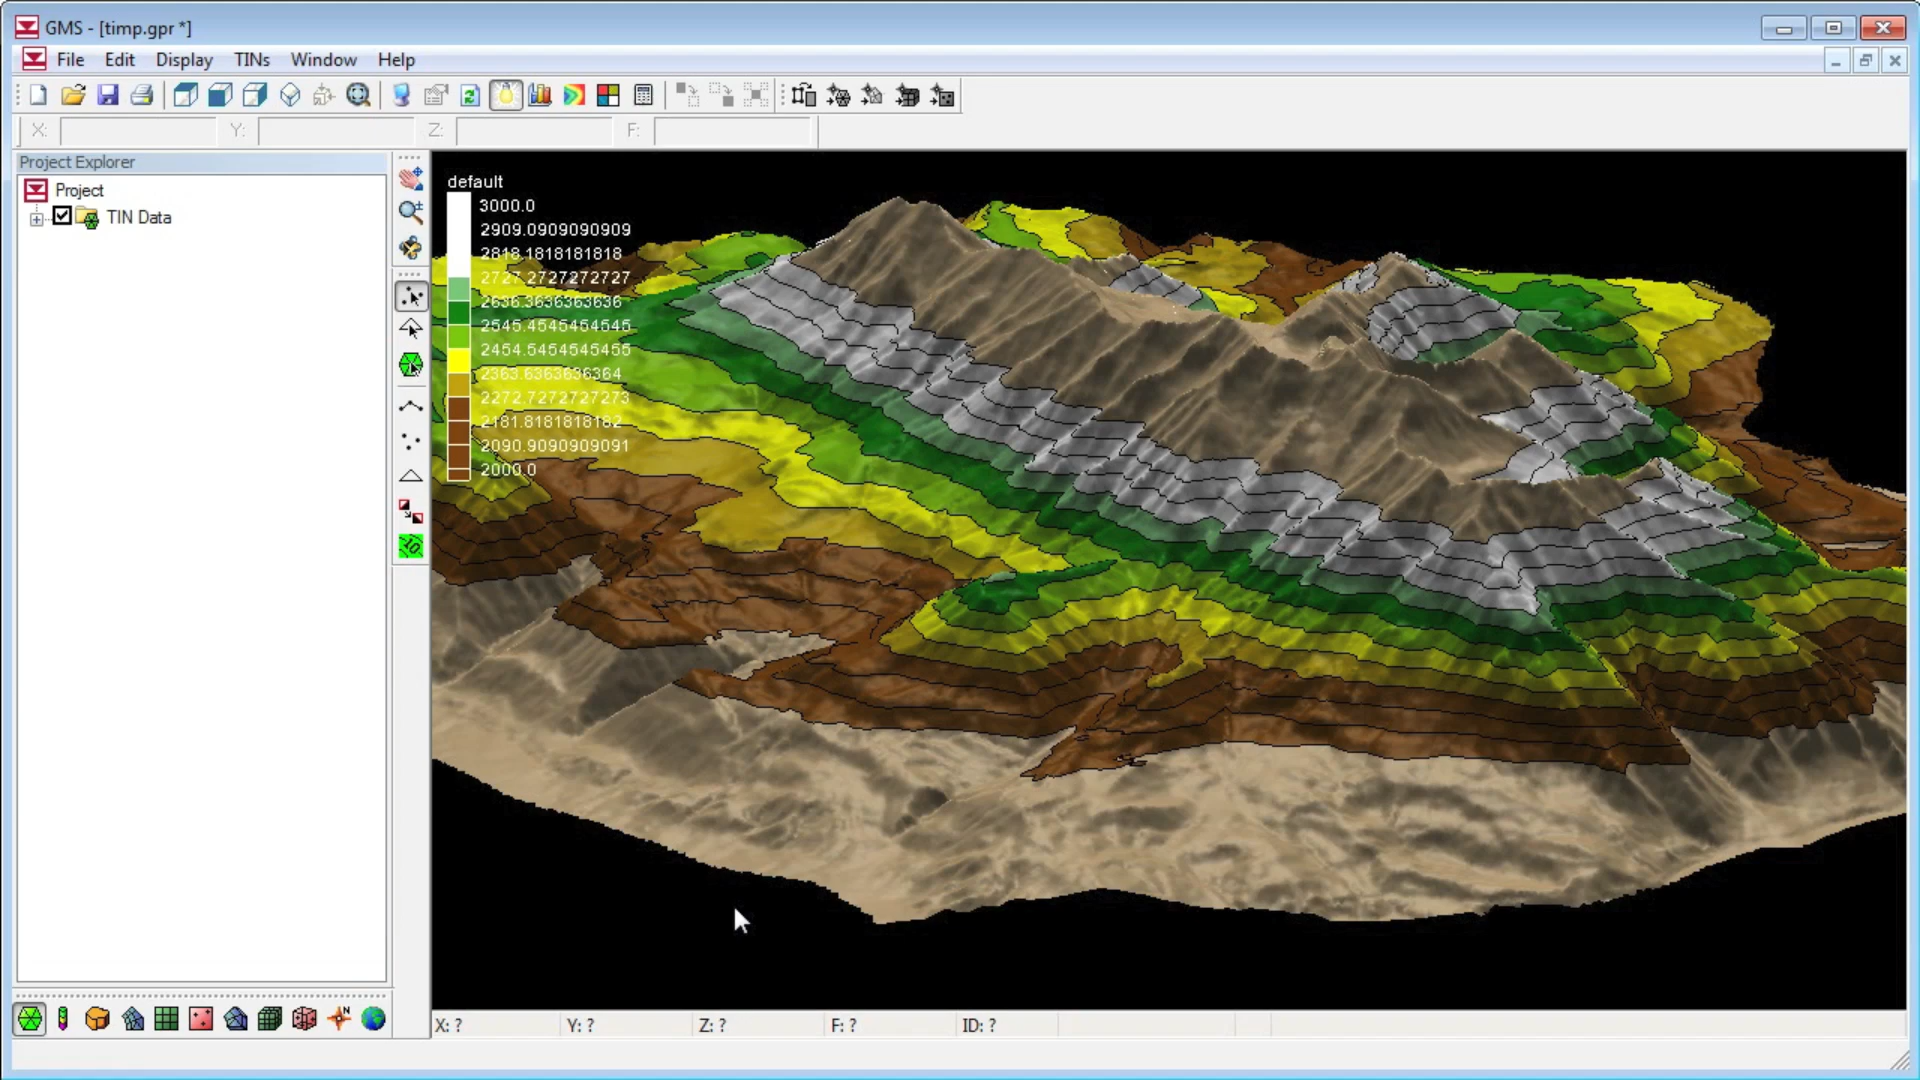 GMS - [timp.gpr *]
File Edit Display TINs Window Help
X: Y: Z: F:
Project Explorer
Project
TIN Data
default
3000.0
2909.0909090909
2818.1818181818
2727.2727272727
2636.3636363636
2545.4545454545
2454.5454545455
2363.6363636364
2272.7272727273
2181.8181818182
2090.9090909091
2000.0
10
N
X: ? Y: ? Z: ? F: ? ID: ?